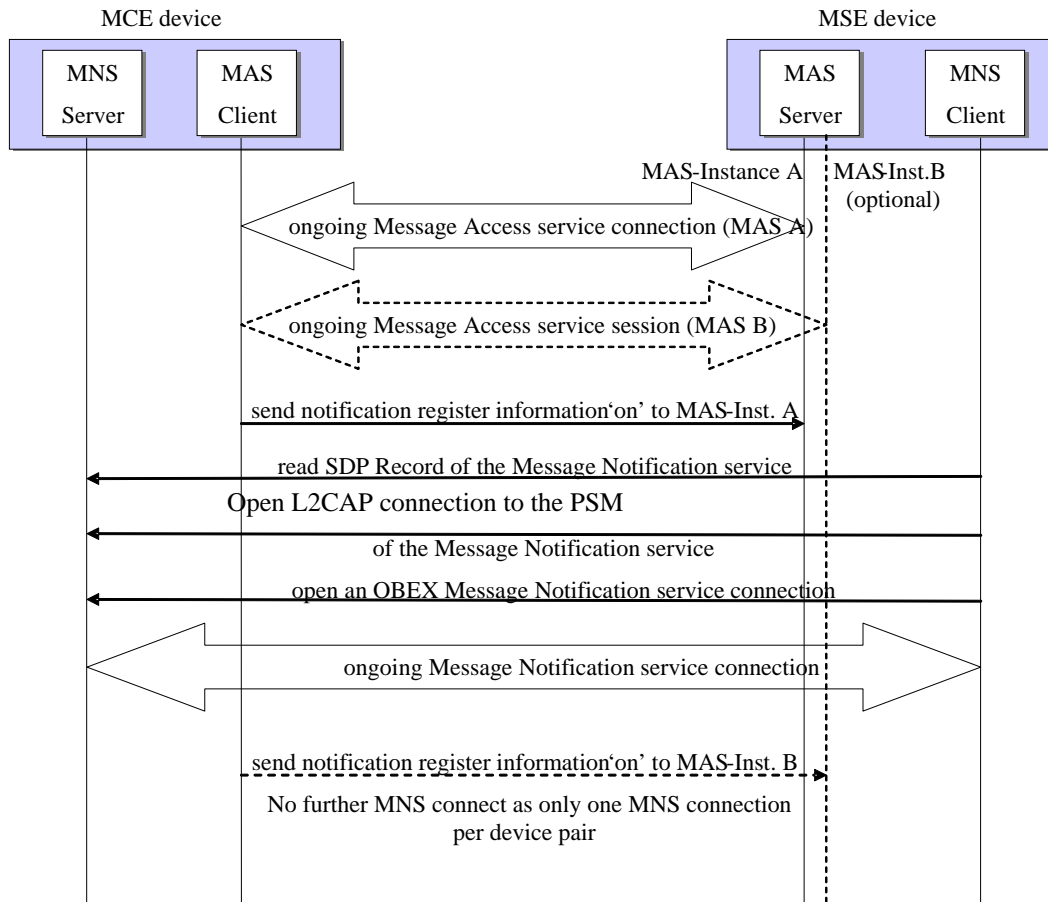 MCE device
MSE device
MNS
Server
MAS
Client
MAS
Server
MNS
Client
MAS-Instance A
MAS-Inst.B
(optional)
ongoing Message Access service connection (MAS A)
ongoing Message Access service session (MAS B)
send notification register information‘on’ to MAS-Inst. A
read SDP Record of the Message Notification service
Open L2CAP connection to the PSM
of the Message Notification service
open an OBEX Message Notification service connection
ongoing Message Notification service connection
send notification register information‘on’ to MAS-Inst. B
No further MNS connect as only one MNS connection
per device pair